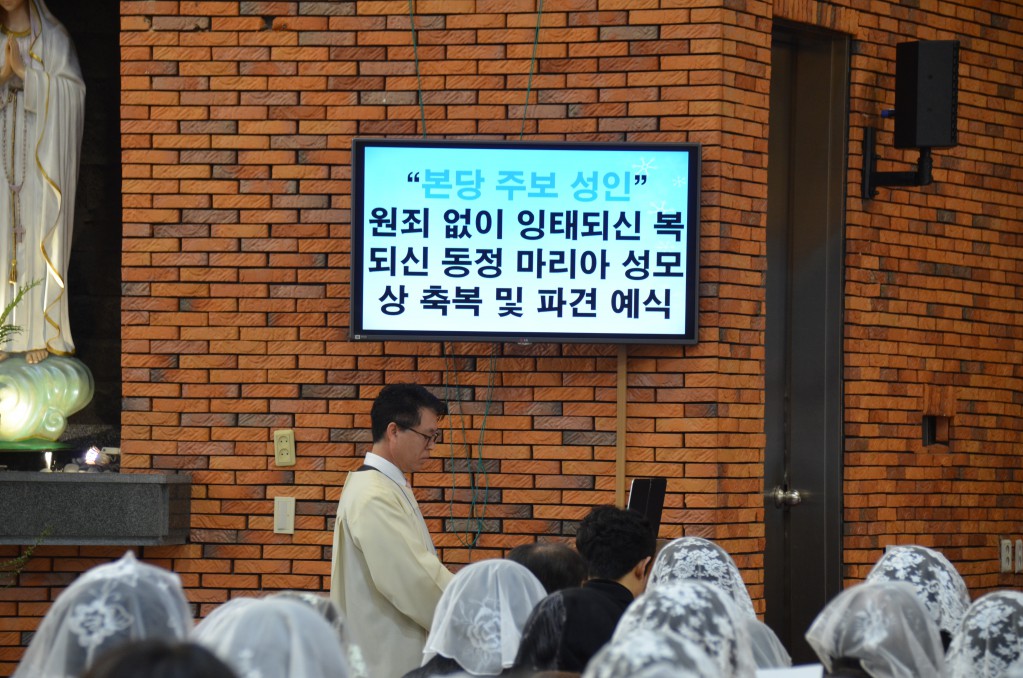 “본당 주보 성인”
원죄 없이 잉태되신 복
되신 동정 마리아 성모
상 축복 및 파견 예식